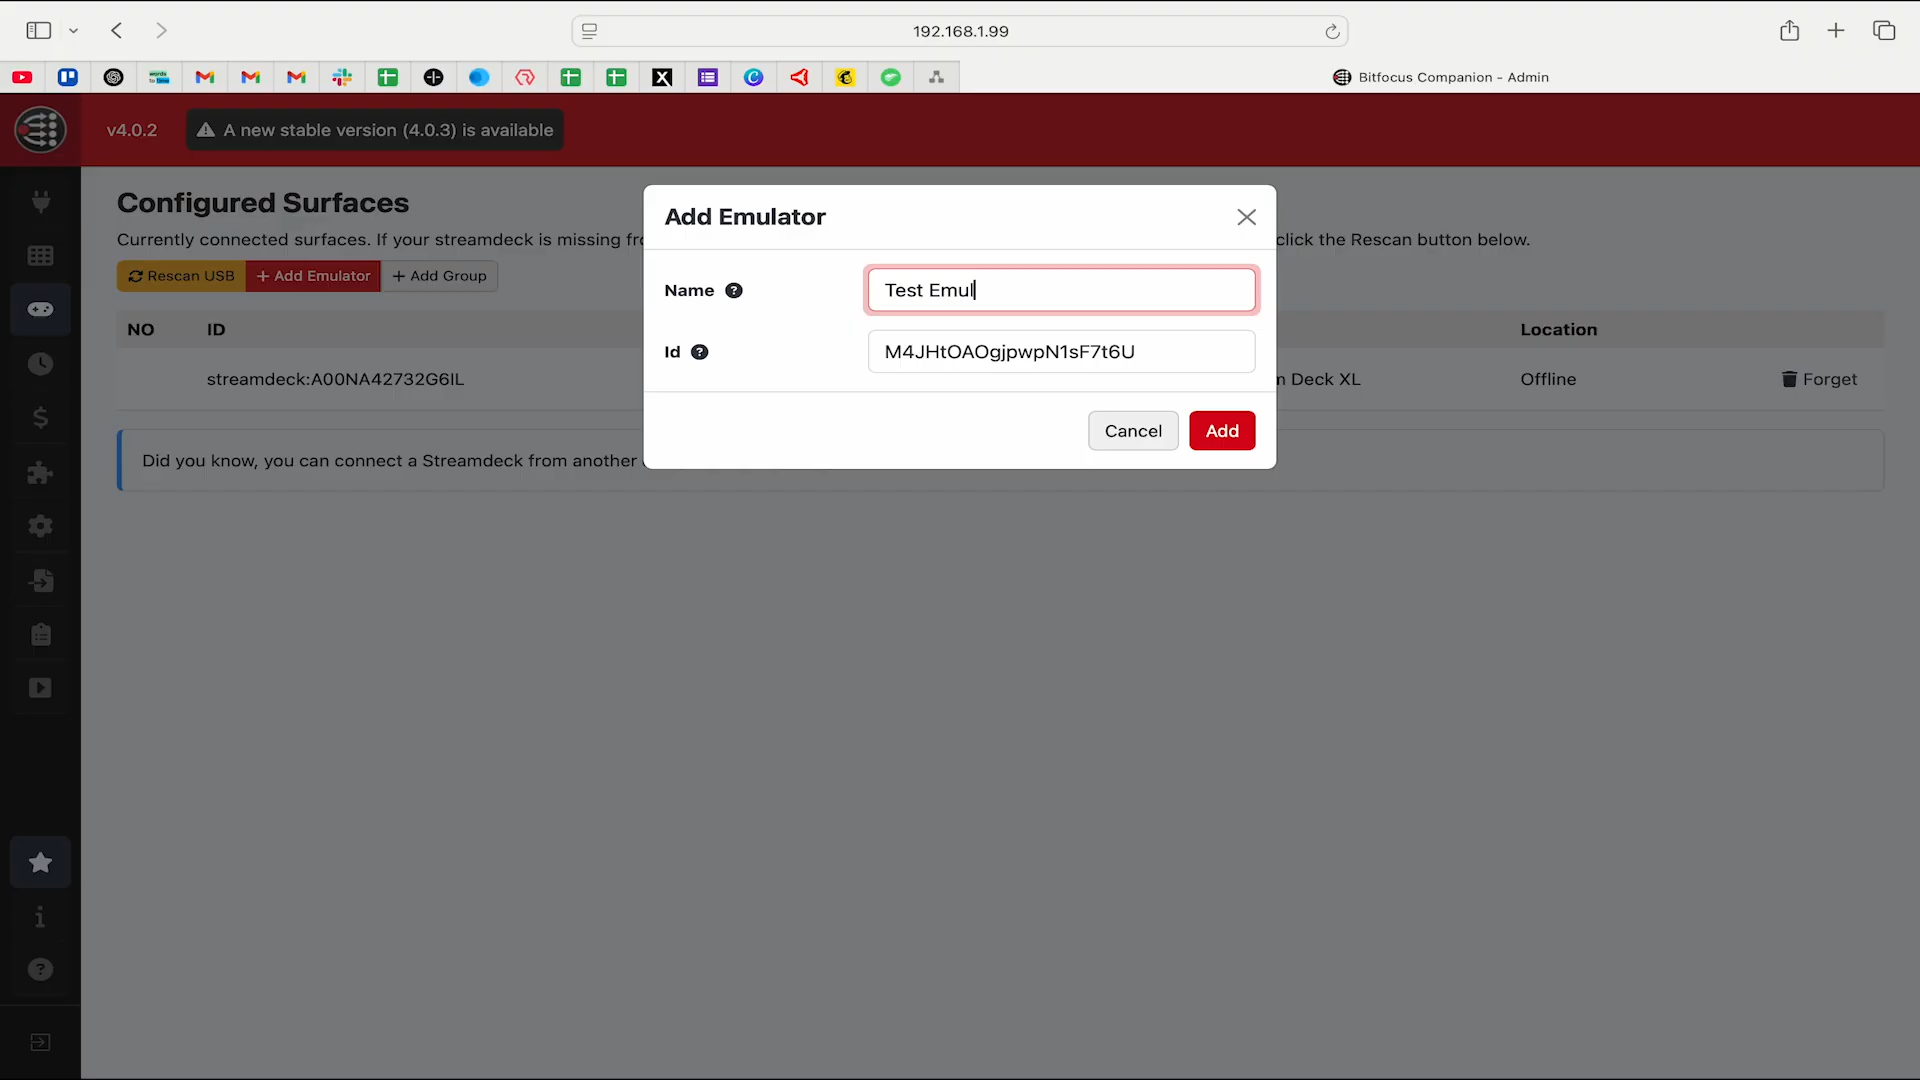 192.168.1.99
Bitfocus Companion - Admin
v4.0.2
A new stable version (4.0.3) is available
Configured Surfaces
Currently connected surfaces. If your streamdeck is missing
click the Rescan button below.
Rescan USB
+ Add Emulator
+ Add Group
NO
ID
Location
streamdeck:A00NA42732G6IL
Deck XL
Offline
Forget
Did you know, you can connect a Streamdeck from another
Add Emulator
Name
Test Emul
Id
M4JHtOAOgjpwpN1sF7t6U
Cancel
Add